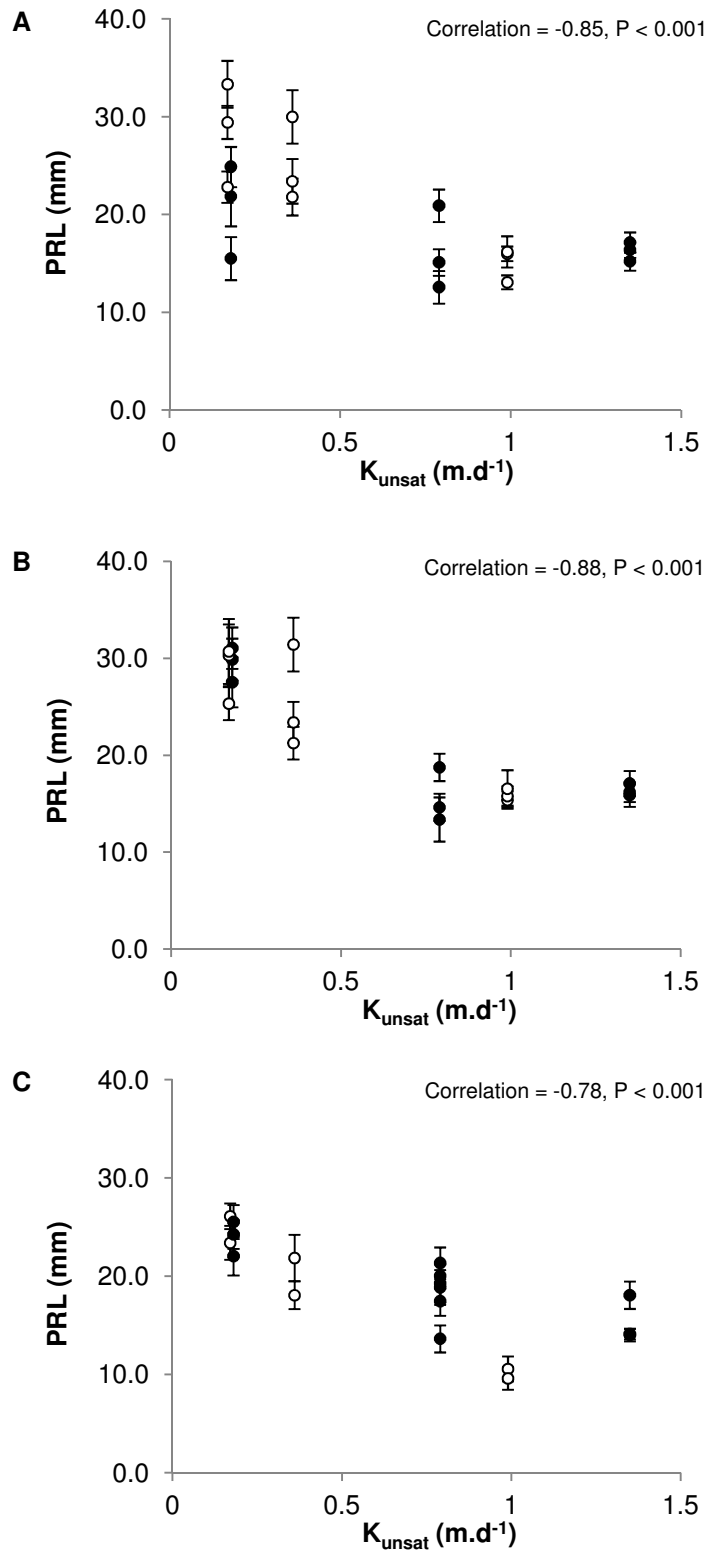 A
Correlation = -0.85, P < 0.001
40.0
30.0
20.0
10.0
0.0
PRL (mm)
0 0.5 1 1.5
Kunsat (m.d-1)
B
Correlation = -0.88, P < 0.001
40.0
30.0
20.0
10.0
0.0
PRL (mm)
0 0.5 1 1.5
Kunsat (m.d-1)
C
Correlation = -0.78, P < 0.001
40.0
30.0
20.0
10.0
0.0
PRL (mm)
0 0.5 1 1.5
Kunsat (m.d-1)